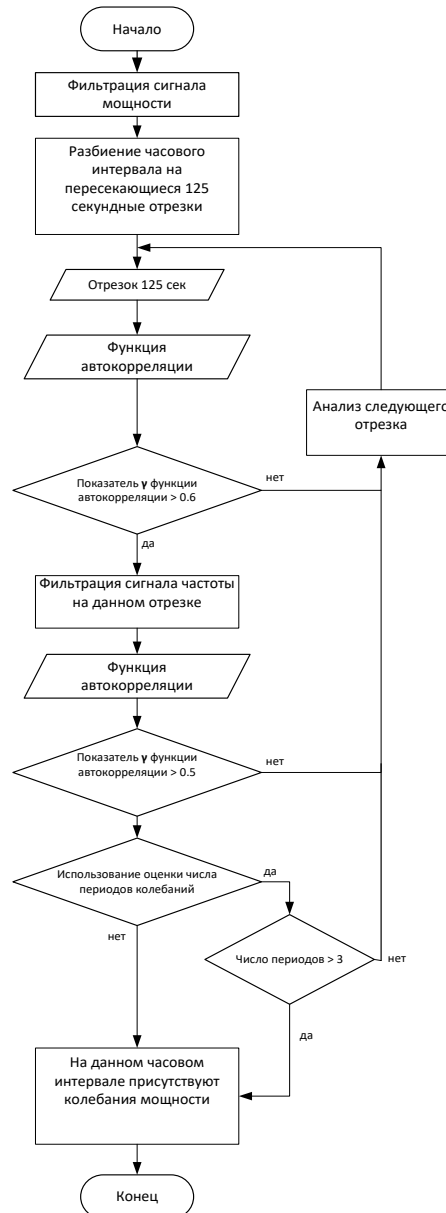 Начало
Фильтрация сигнала
мощности
Разбиение часового
интервала на
пересекающиеся 125
секундные отрезки
Отрезок 125 сек
Функция
автокорреляции
Анализ следующего
отрезка
Показатель γ функции
автокорреляции > 0.6
нет
да
Фильтрация сигнала частоты
на данном отрезке
Функция
автокорреляции
Показатель γ функции
автокорреляции > 0.5
нет
Использование оценки числа
периодов колебаний
да
нет
Число периодов > 3
нет
да
На данном часовом
интервале присутствуют
колебания мощности
Конец